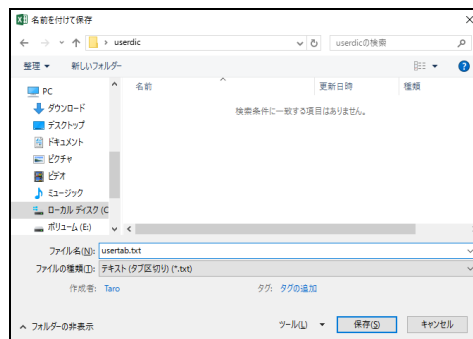 名前を付けて保存
userdic
userdicの検索
整理 新しいフォルダー
名前 更新日時 種類
検索条件に一致する項目はありません。
PC
ダウンロード
デスクトップ
ドキュメント
ピクチャ
ビデオ
ミュージック
ローカル ディスク (C
ボリューム (E:)
ファイル名(N): usertab.txt
ファイルの種類(T): テキスト (タブ区切り) (*.txt)
作成者: Taro タグ: タグの追加
フォルダーの非表示 ツール(L) 保存(S) キャンセル